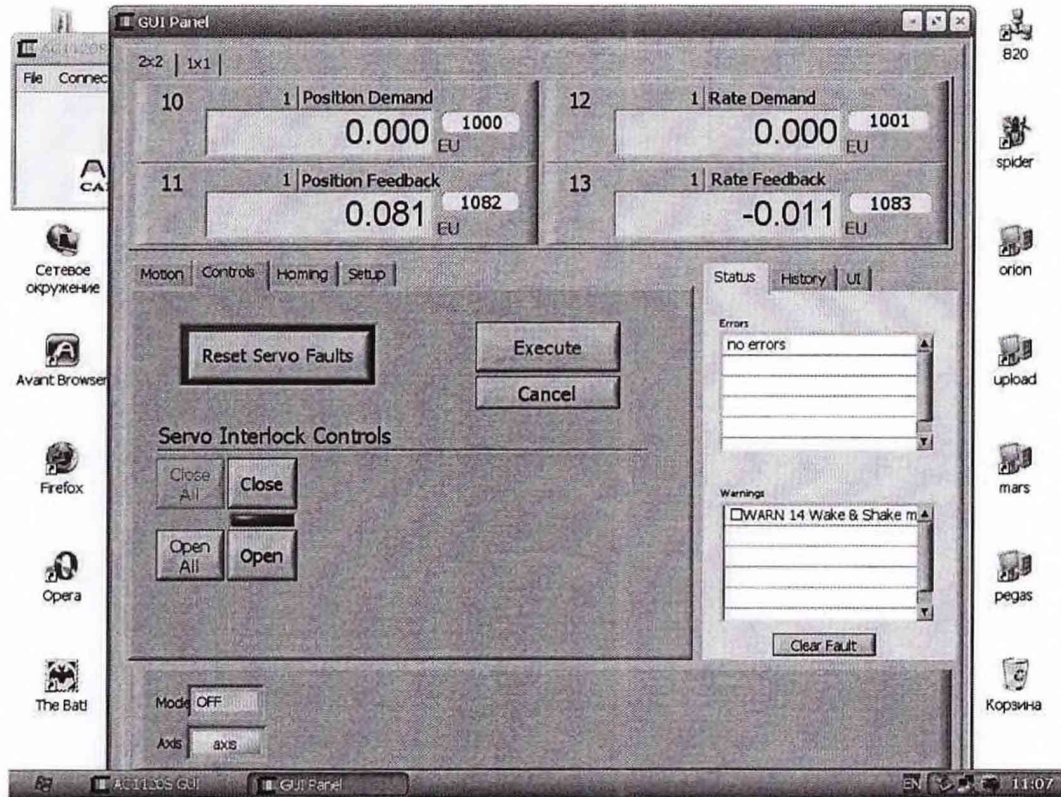 GUI Panel
File Connec
2x2 1x1
10 1 Position Demand
0.000 1000
EU
12 1 Rate Demand
0.000 1001
EU
11 1 Position Feedback
0.081 1082
EU
13 1 Rate Feedback
-0.011 1083
EU
Motion Controls Homing Setup
Reset Servo Faults
Execute
Cancel
Servo Interlock Controls
Close All
Close
Open All
Open
Status History UI
Errors
no errors
Warnings
WARN 14 Wake & Shake m
Clear Fault
Mode OFF
Axis axis
Сетевое окружение
Avant Browser
Firefox
Opera
The Bat!
820
spider
orion
upload
mars
pegas
Корзина
AC1120S GUI
GUI Panel
EN
11:07